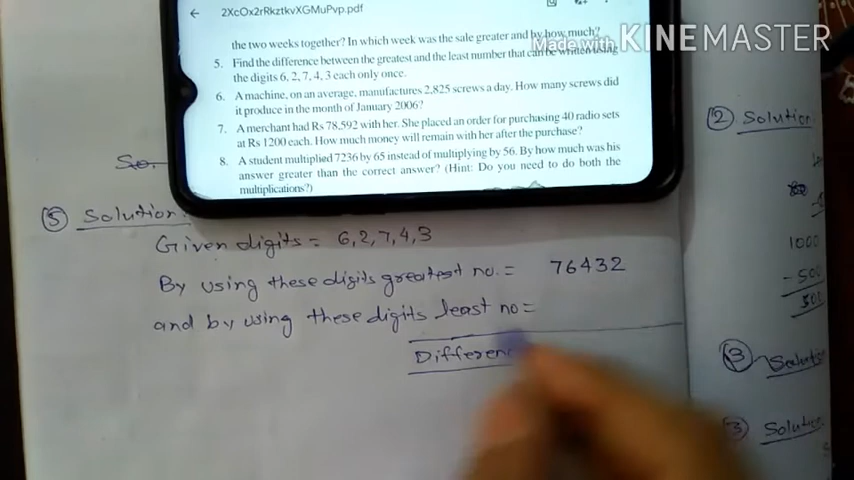 2XcOx2rRkztkvXGMuPvp.pdf
Made with KINEMASTER
the two weeks together? In which week was the sale greater and by how much?
5. Find the difference between the greatest and the least number that can be written using
the digits 6, 2, 7, 4, 3 each only once.
6. A machine, on an average, manufactures 2,825 screws a day. How many screws did
it produce in the month of January 2006?
7. A merchant had Rs 78,592 with her. She placed an order for purchasing 40 radio sets
at Rs 1200 each. How much money will remain with her after the purchase?
8. A student multiplied 7236 by 65 instead of multiplying by 56. By how much was his
answer greater than the correct answer? (Hint: Do you need to do both the
multiplications?)
So.
5 Solution:
Given digits = 6,2,7,4,3
By using these digits greatest no. = 76432
and by using these digits least no =
Differen
2 Solution
1000
- 500
3
3 Solution